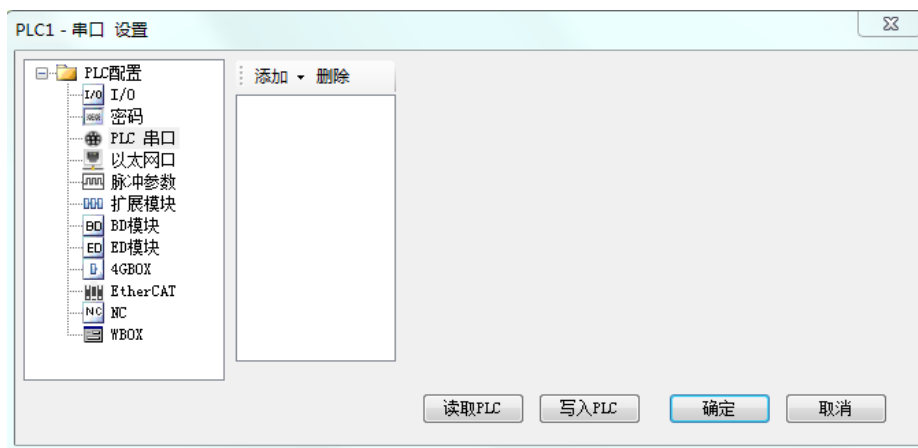 PLC1 - 串口 设置
PLC配置
添加 删除
I/O I/O
密码
PLC 串口
以太网口
脉冲参数
扩展模块
BD BD模块
ED ED模块
4GBOX
EtherCAT
NC NC
WBOX
读取PLC 写入PLC 确定 取消